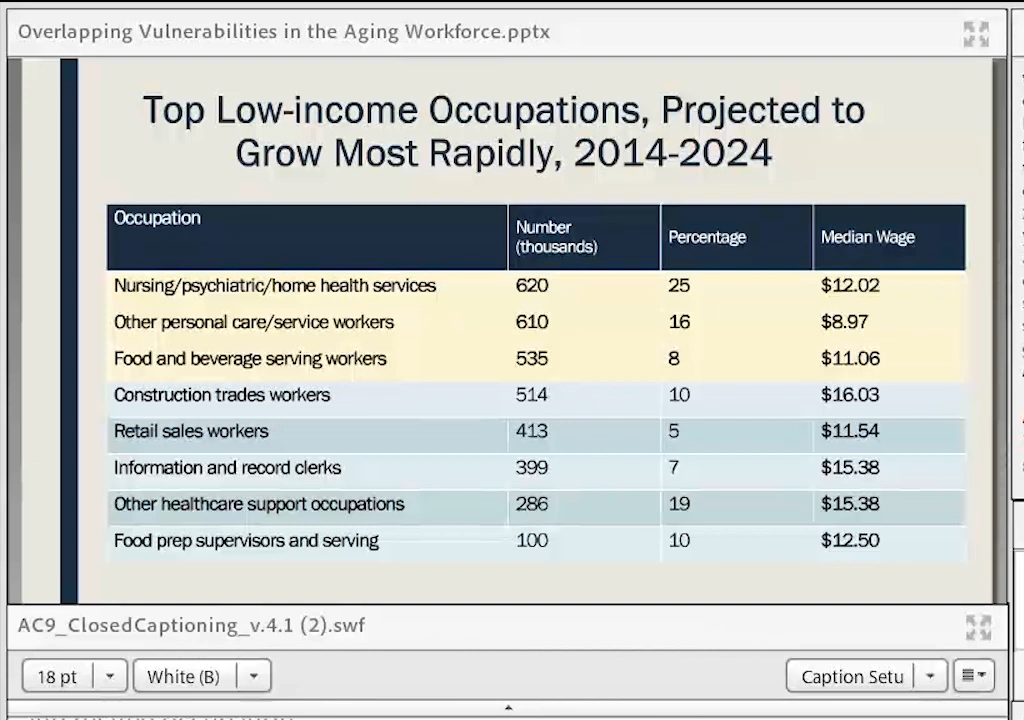 Overlapping Vulnerabilities in the Aging Workforce.pptx
Top Low-income Occupations, Projected to
Grow Most Rapidly, 2014-2024
Occupation Number (thousands) Percentage Median Wage
Nursing/psychiatric/home health services 620 25 $12.02
Other personal care/service workers 610 16 $8.97
Food and beverage serving workers 535 8 $11.06
Construction trades workers 514 10 $16.03
Retail sales workers 413 5 $11.54
Information and record clerks 399 7 $15.38
Other healthcare support occupations 286 19 $15.38
Food prep supervisors and serving 100 10 $12.50
AC9_ClosedCaptioning_v.4.1 (2).swf
18 pt White (B) Caption Setu